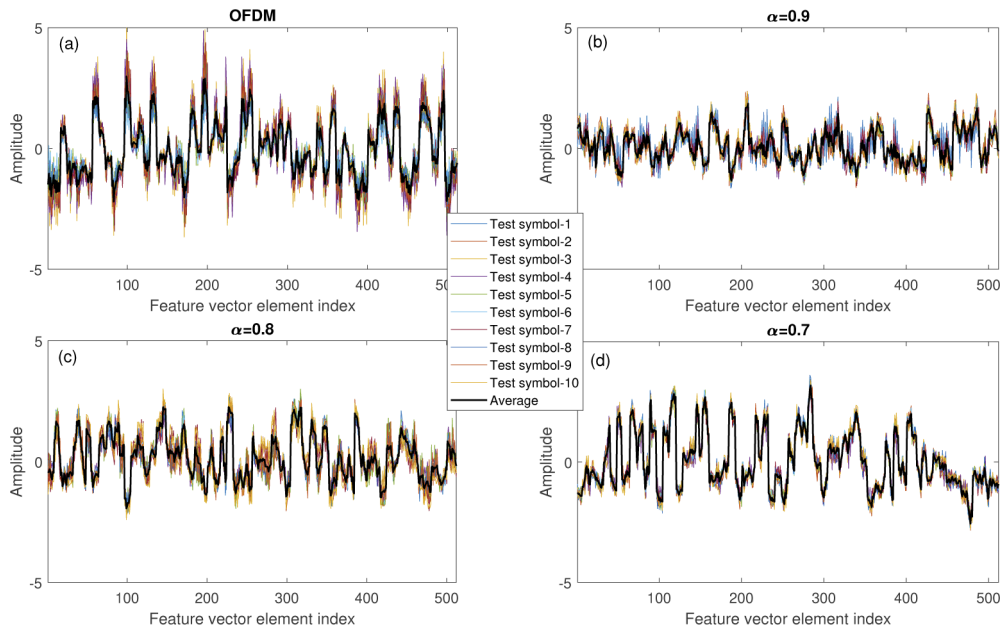 OFDM
(a)
5
0
-5
Amplitude
100
200
300
400
500
Feature vector element index
α=0.9
(b)
5
0
-5
Amplitude
100
200
300
400
500
Feature vector element index
Test symbol-1
Test symbol-2
Test symbol-3
Test symbol-4
Test symbol-5
Test symbol-6
Test symbol-7
Test symbol-8
Test symbol-9
Test symbol-10
Average
α=0.8
(c)
5
0
-5
Amplitude
100
200
300
400
500
Feature vector element index
α=0.7
(d)
0
-5
Amplitude
100
200
300
400
500
Feature vector element index